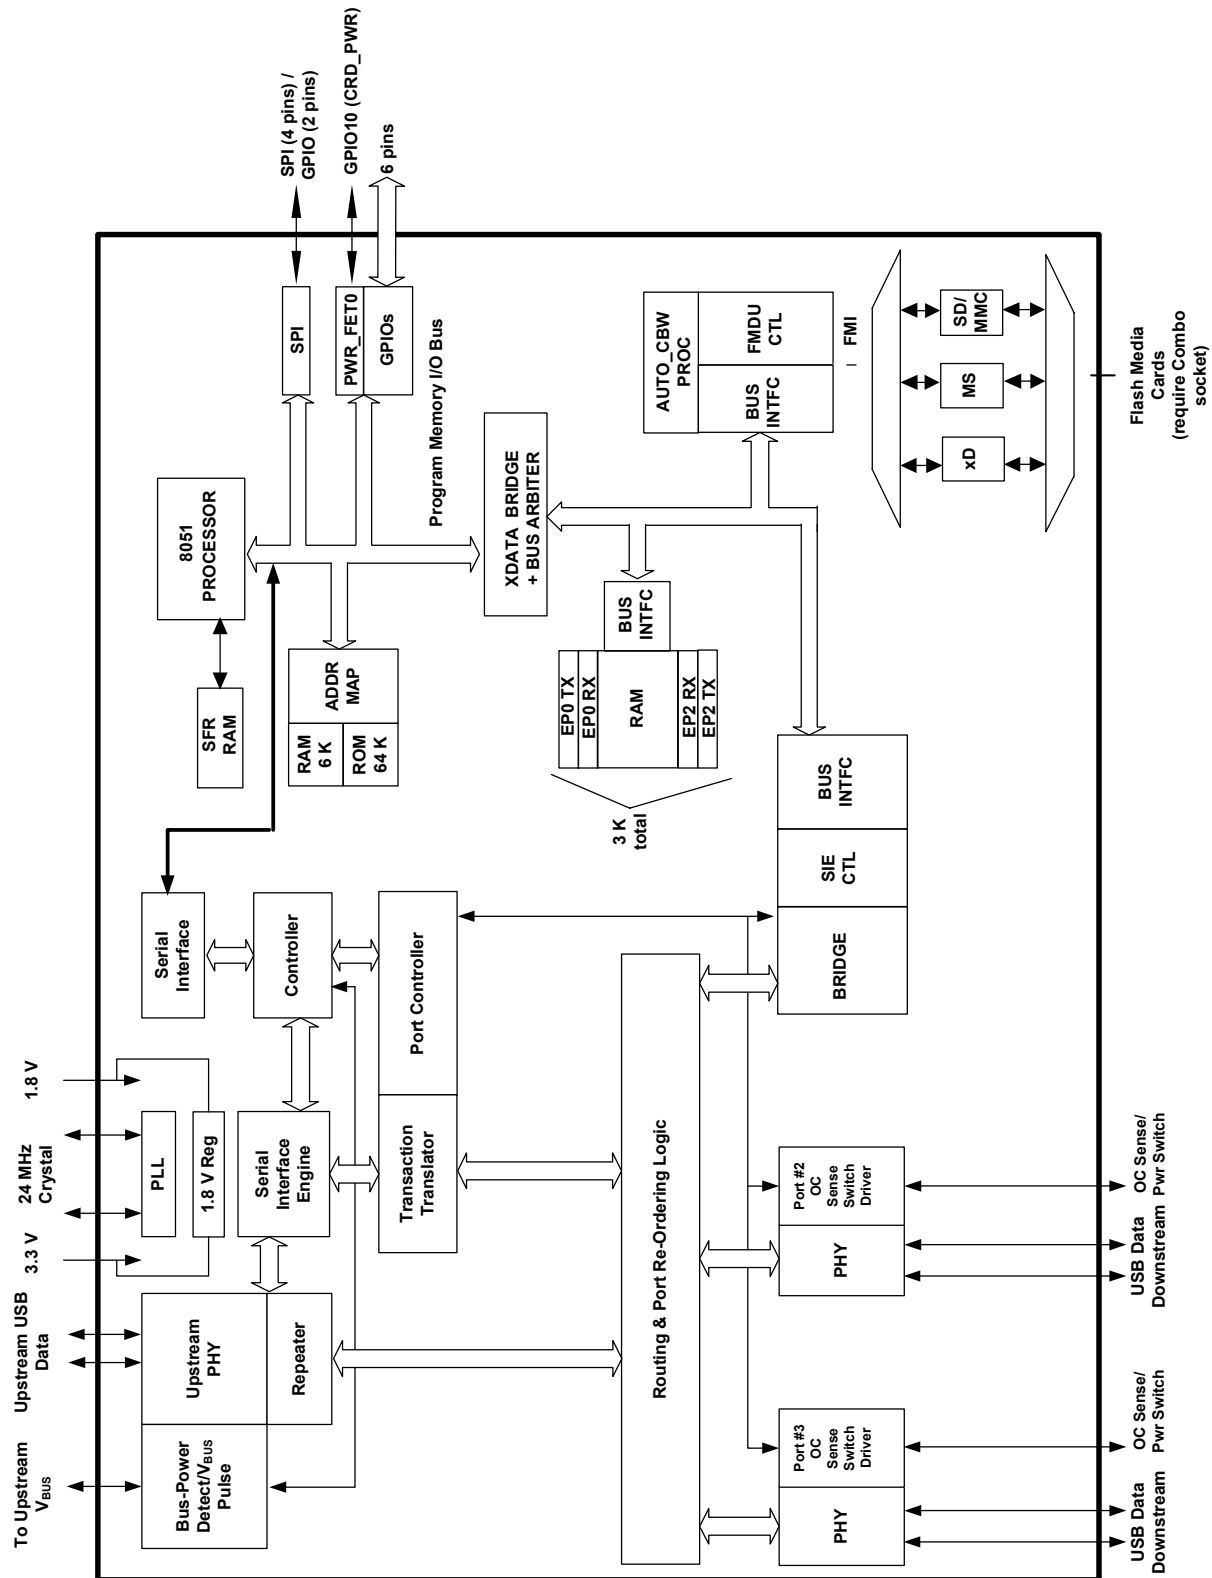 To Upstream
VBUS
Upstream USB
Data
3.3 V
24 MHz
Crystal
1.8 V
Bus-Power
Detect/VBUS
Pulse
Upstream
PHY
Repeater
PLL
1.8 V Reg
Serial
Interface
Engine
Serial
Interface
Controller
Transaction
Translator
Port Controller
SFR
RAM
8051
PROCESSOR
RAM
6 K
ROM
64 K
ADDR
MAP
SPI
PWR_FET0
GPIOs
SPI (4 pins) /
GPIO (2 pins)
GPIO10 (CRD_PWR)
6 pins
Program Memory I/O Bus
XDATA BRIDGE
+ BUS ARBITER
3 K
total
EP0 TX
EP0 RX
RAM
EP2 RX
EP2 TX
BUS
INTFC
AUTO_CBW
PROC
BUS
INTFC
FMDU
CTL
FMI
xD
MS
SD/
MMC
Flash Media
Cards
(require Combo
socket)
Routing & Port Re-Ordering Logic
BRIDGE
SIE
CTL
BUS
INTFC
PHY
Port #3
OC
Sense
Switch
Driver
PHY
Port #2
OC
Sense
Switch
Driver
USB Data
Downstream
OC Sense/
Pwr Switch
USB Data
Downstream
OC Sense/
Pwr Switch